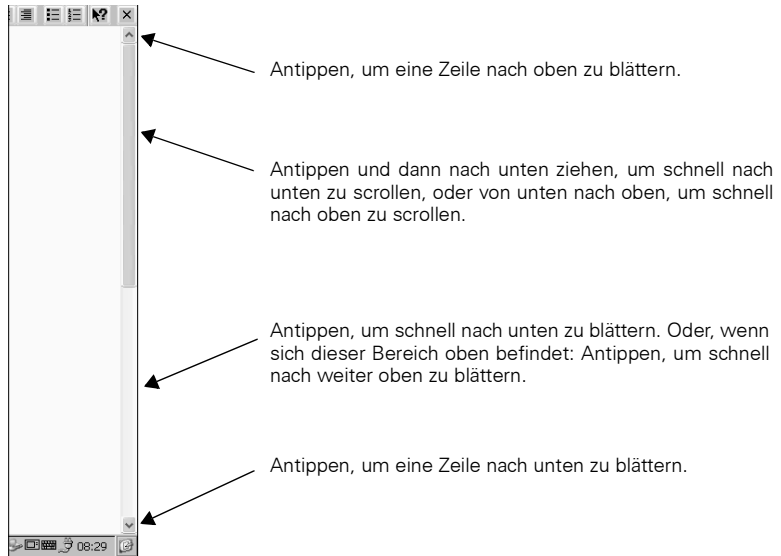 Antippen, um eine Zeile nach oben zu blättern.
Antippen und dann nach unten ziehen, um schnell nach
unten zu scrollen, oder von unten nach oben, um schnell
nach oben zu scrollen.
Antippen, um schnell nach unten zu blättern. Oder, wenn
sich dieser Bereich oben befindet: Antippen, um schnell
nach weiter oben zu blättern.
Antippen, um eine Zeile nach unten zu blättern.
08:29